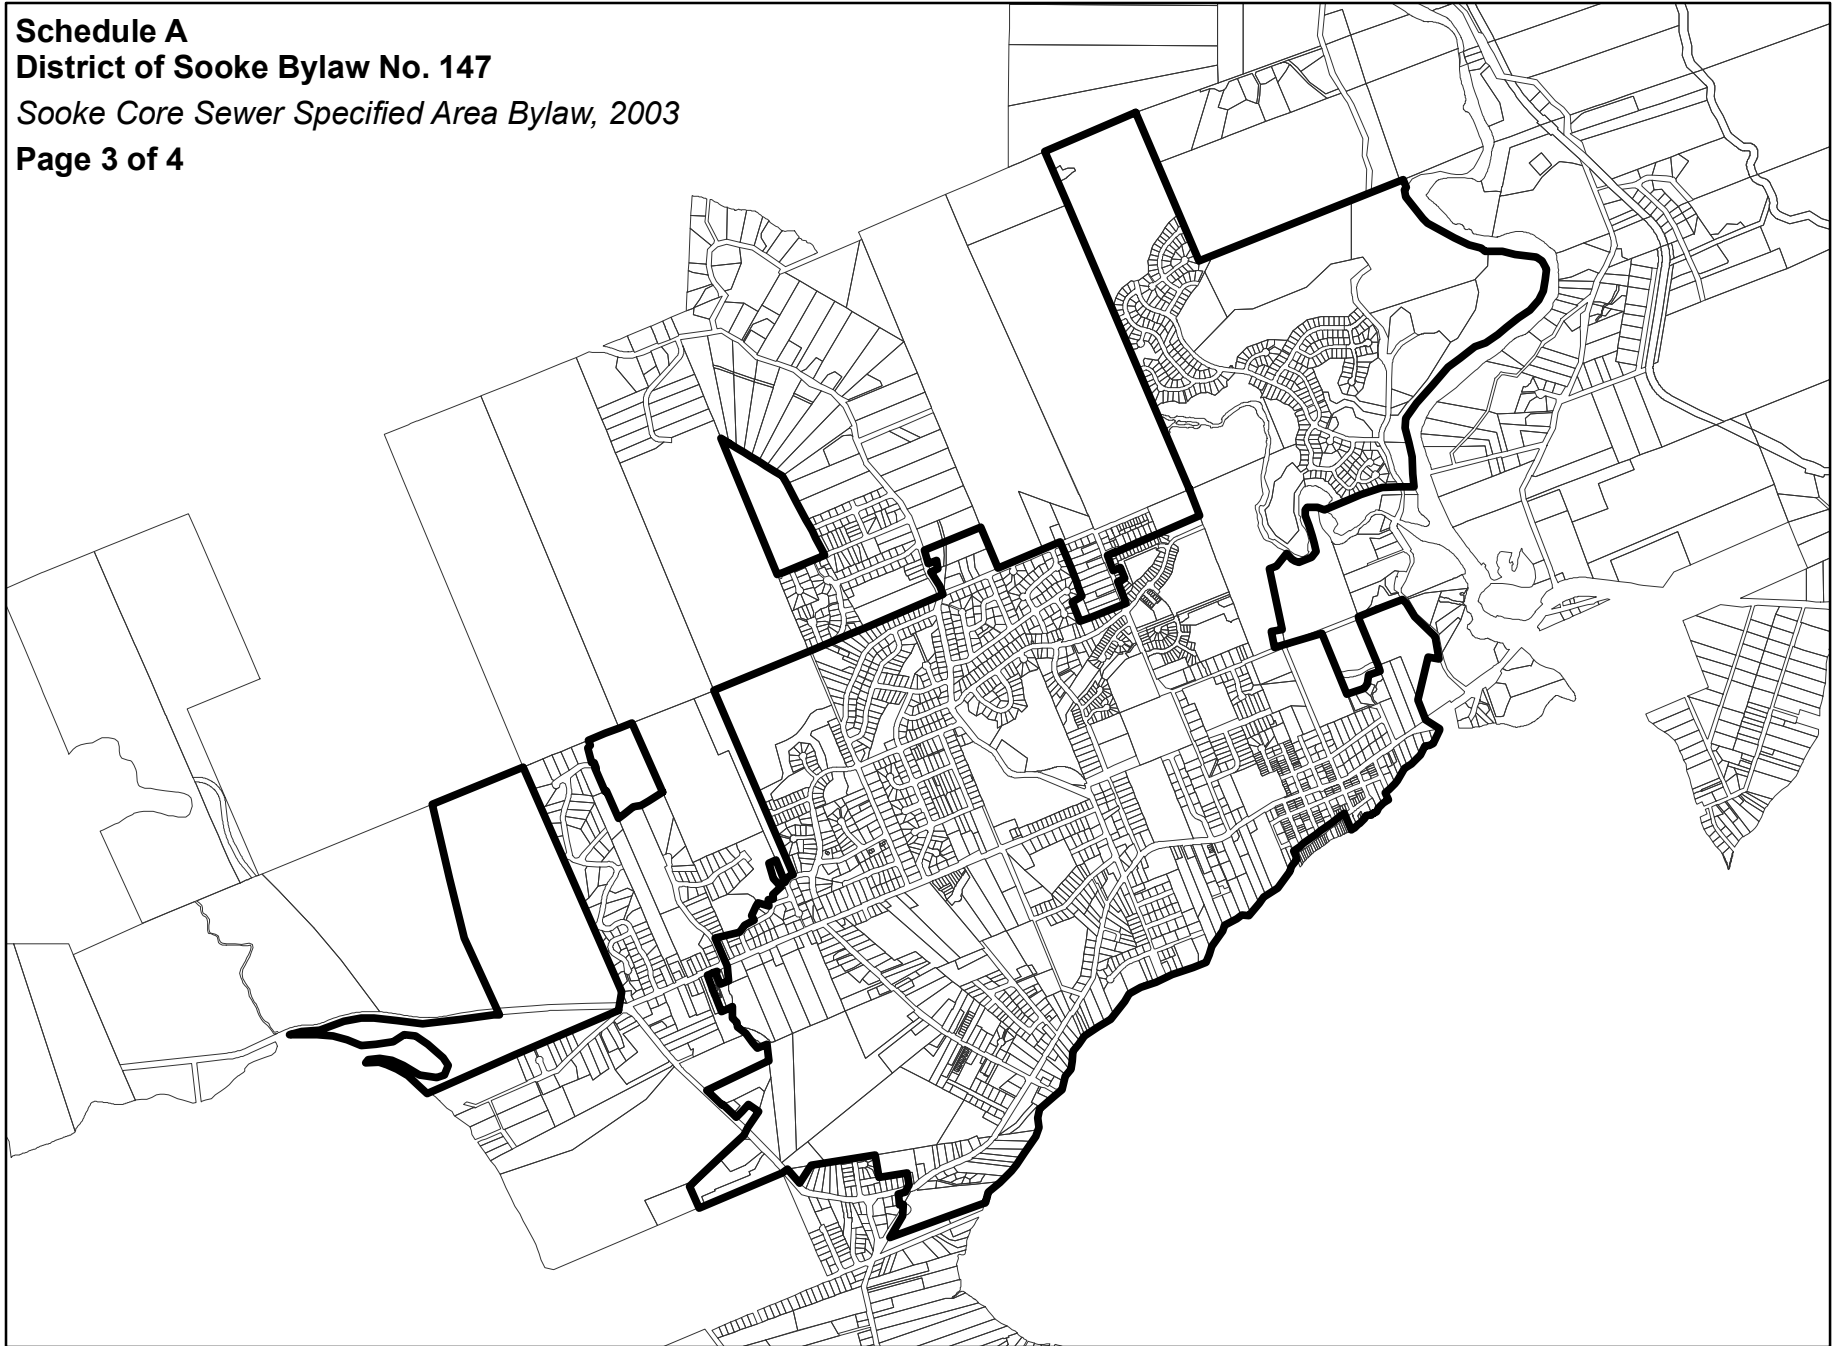 Schedule A
District of Sooke Bylaw No. 147
Sooke Core Sewer Specified Area Bylaw, 2003
Page 3 of 4